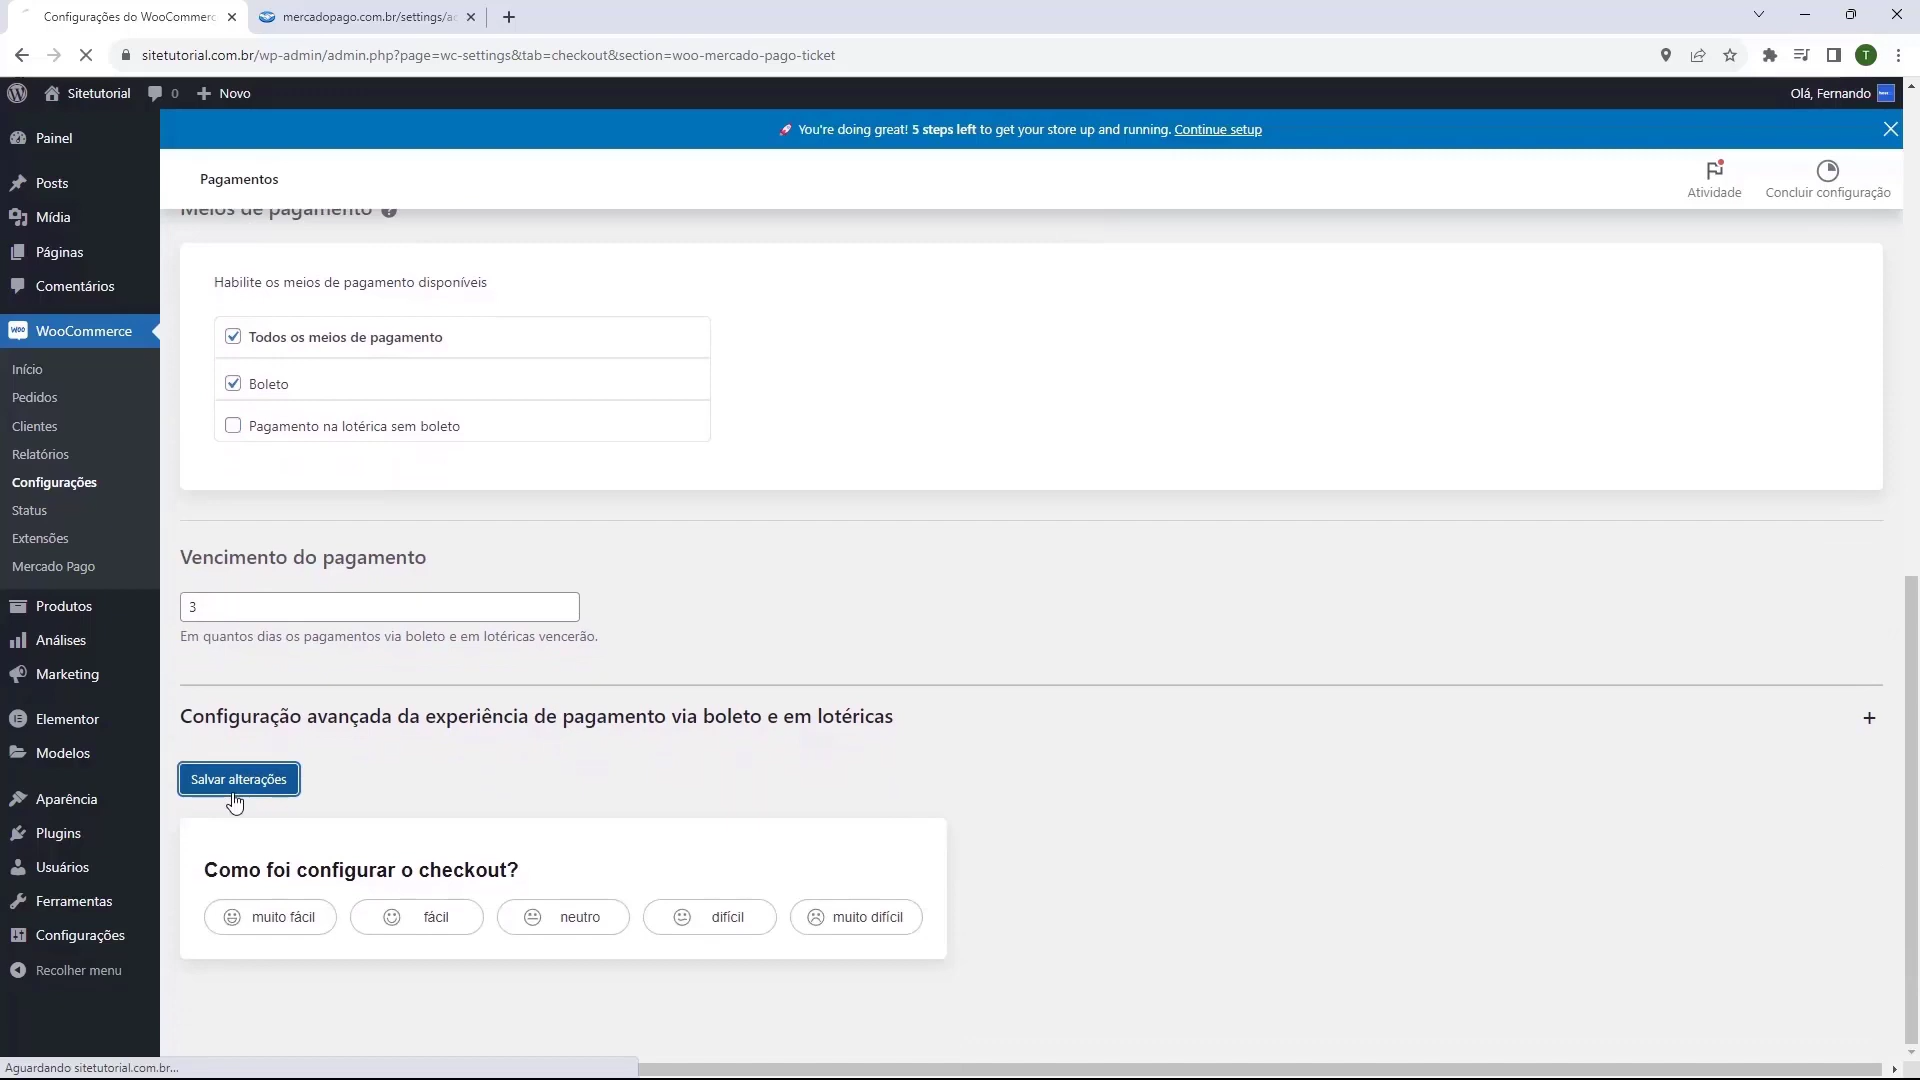 Configurações do WooCommerc
mercadopago.com.br/settings/ac
sitetutorial.com.br/wp-admin/admin.php?page=wc-settings&tab=checkout&section=woo-mercado-pago-ticket
T
Sitetutorial
0
Novo
Olá, Fernando
You're doing great! 5 steps left to get your store up and running. Continue setup
Painel
Posts
Mídia
Páginas
Comentários
WooCommerce
Início
Pedidos
Clientes
Relatórios
Configurações
Status
Extensões
Mercado Pago
Produtos
Análises
Marketing
Elementor
Modelos
Aparência
Plugins
Usuários
Ferramentas
Configurações
Recolher menu
Pagamentos
Atividade
Concluir configuração
Meios de pagamento
Habilite os meios de pagamento disponíveis
Todos os meios de pagamento
Boleto
Pagamento na lotérica sem boleto
Vencimento do pagamento
3
Em quantos dias os pagamentos via boleto e em lotéricas vencerão.
Configuração avançada da experiência de pagamento via boleto e em lotéricas
Salvar alterações
Como foi configurar o checkout?
muito fácil
fácil
neutro
difícil
muito difícil
Aguardando sitetutorial.com.br...